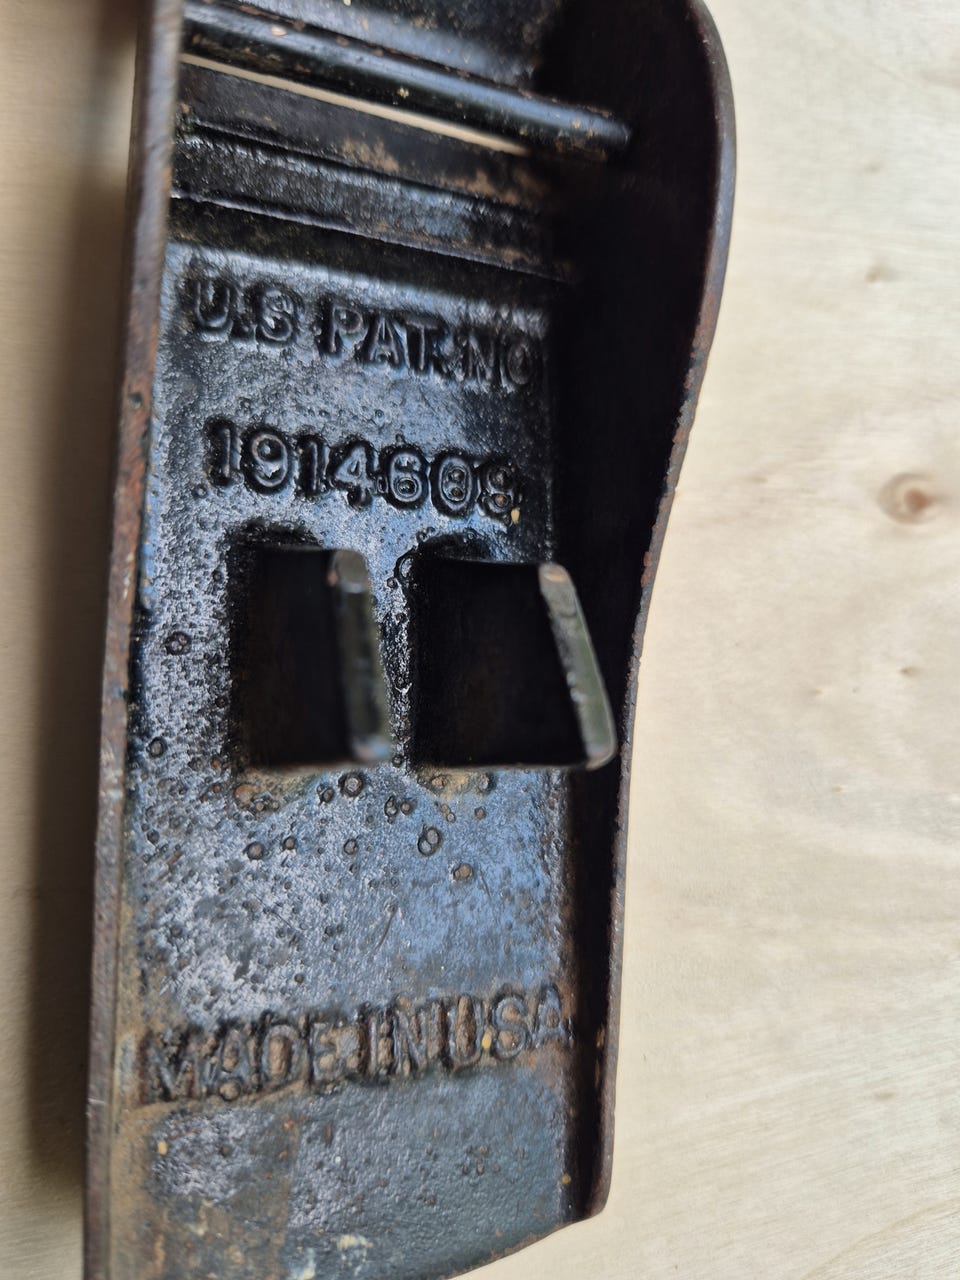 U.S PAT. NO
1914609
MADE IN USA